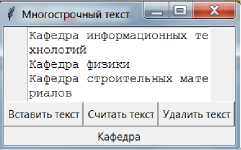 Многострочный текст
Кафедра информационных те
хнологий
Кафедра физики
Кафедра строительных мате
риалов
Вставить текст Считать текст Удалить текст
Кафедра